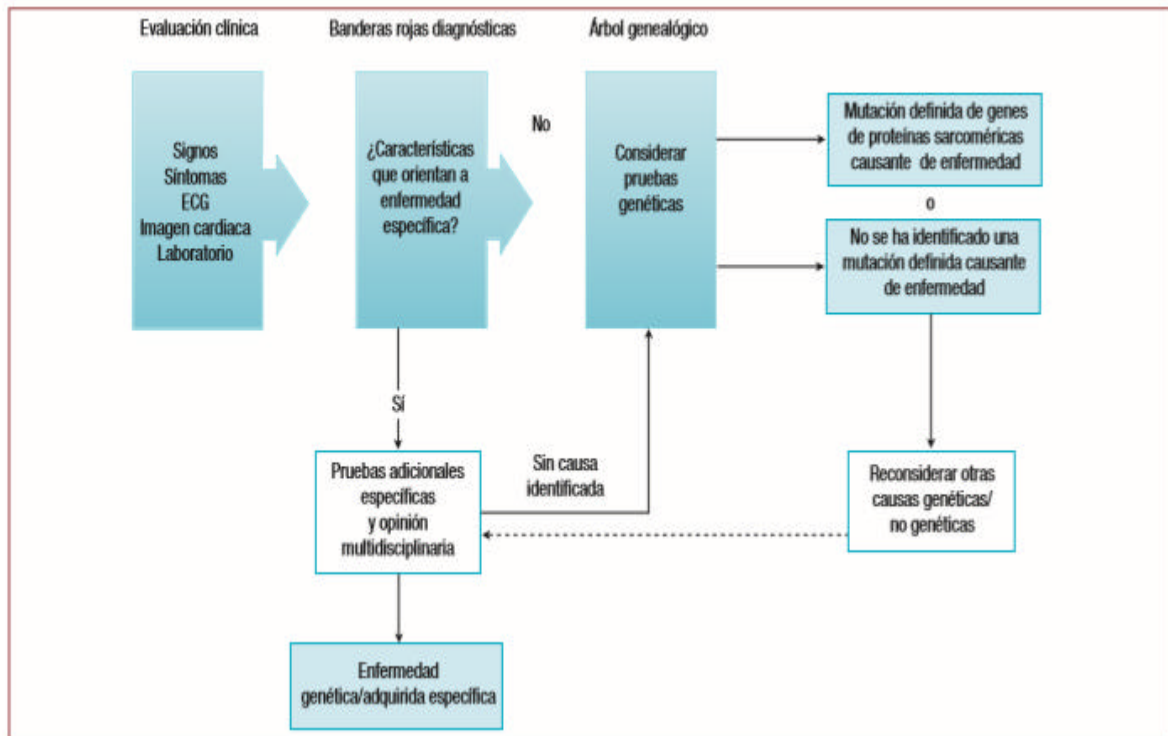 Evaluación clínica
Banderas rojas diagnósticas
Árbol genealógico
Signos
Síntomas
ECG
Imagen cardiaca
Laboratorio
¿Características
que orientan a
enfermedad
específica?
No
Considerar
pruebas
genéticas
Mutación definida de genes
de proteínas sarcoméricas
causante de enfermedad
o
No se ha identificado una
mutación definida causante
de enfermedad
Sí
Pruebas adicionales
específicas
y opinión
multidisciplinaria
Sin causa
identificada
Reconsiderar otras
causas genéticas/
no genéticas
Enfermedad
genética/adquirida específica